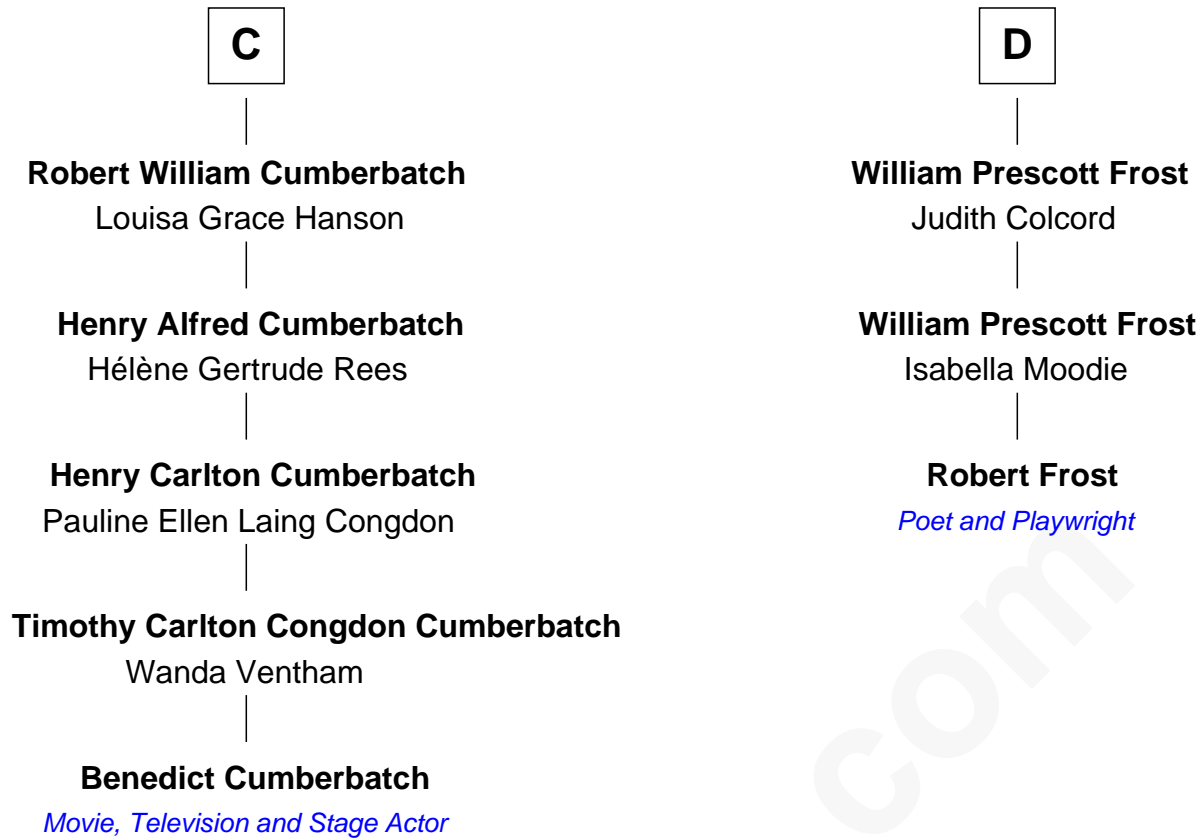 C
Robert William Cumberbatch
Louisa Grace Hanson
Henry Alfred Cumberbatch
Hélène Gertrude Rees
Henry Carlton Cumberbatch
Pauline Ellen Laing Congdon
Timothy Carlton Congdon Cumberbatch
Wanda Ventham
Benedict Cumberbatch
Movie, Television and Stage Actor
D
William Prescott Frost
Judith Colcord
William Prescott Frost
Isabella Moodie
Robert Frost
Poet and Playwright
com